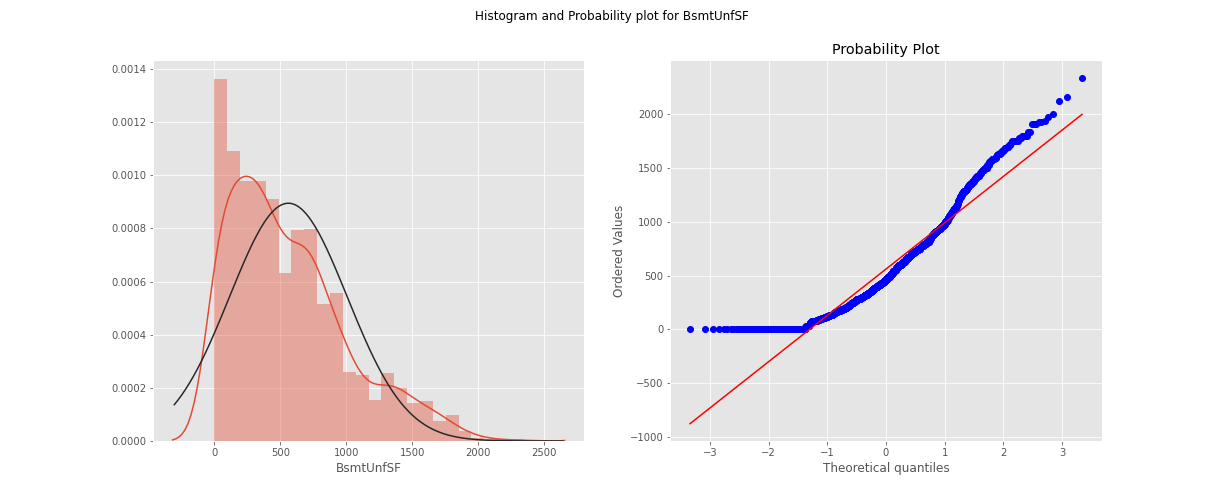 Histogram and Probability plot for BsmtUnfSF
0.0014
0.0012
0.0010
0.0008
0.0006
0.0004
0.0002
0.0000
0 500 1000 1500 2000 2500
BsmtUnfSF
Probability Plot
Ordered Values
2000
1500
1000
500
0
−500
−1000
−3 −2 −1 0 1 2 3
Theoretical quantiles